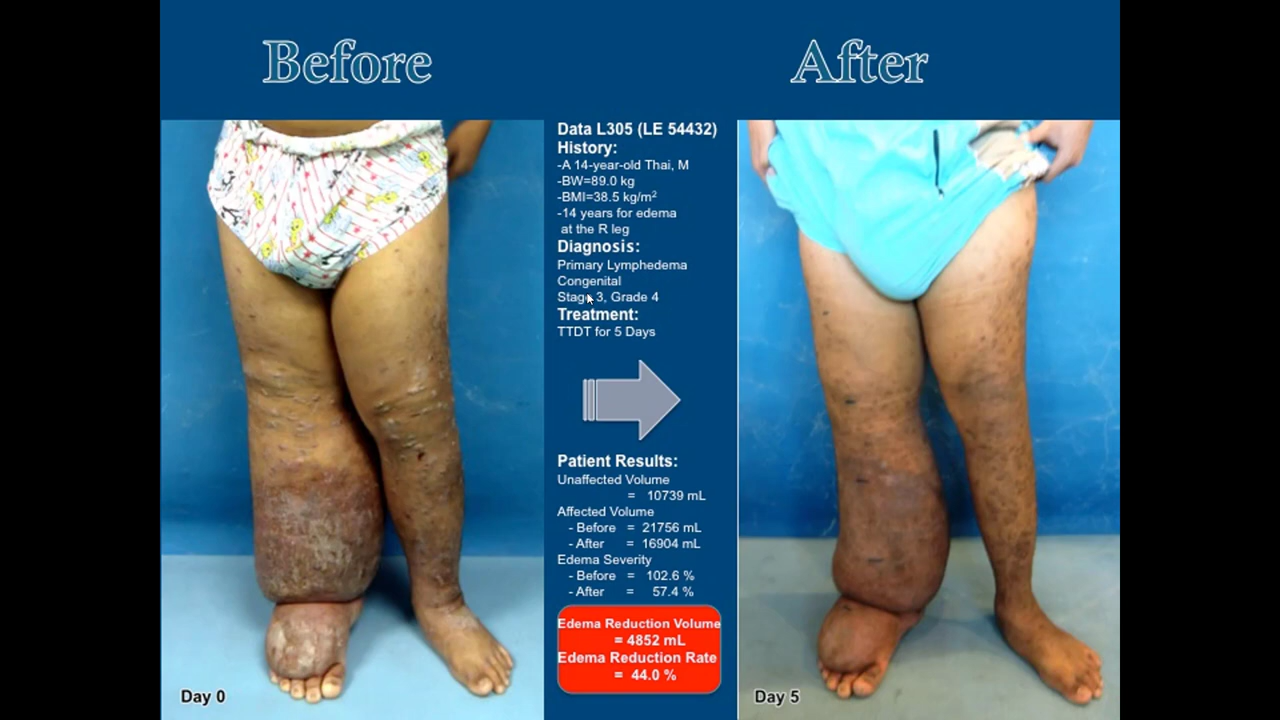 Before
After
Data L305 (LE 54432)
History:
-A 14-year-old Thai, M
-BW=89.0 kg
-BMI=38.5 kg/m²
-14 years for edema
at the R leg
Diagnosis:
Primary Lymphedema
Congenital
Stage 3, Grade 4
Treatment:
TTDT for 5 Days
Patient Results:
Unaffected Volume
= 10739 mL
Affected Volume
- Before = 21756 mL
- After = 16904 mL
Edema Severity
- Before = 102.6 %
- After = 57.4 %
Edema Reduction Volume
= 4852 mL
Edema Reduction Rate
= 44.0 %
Day 0
Day 5